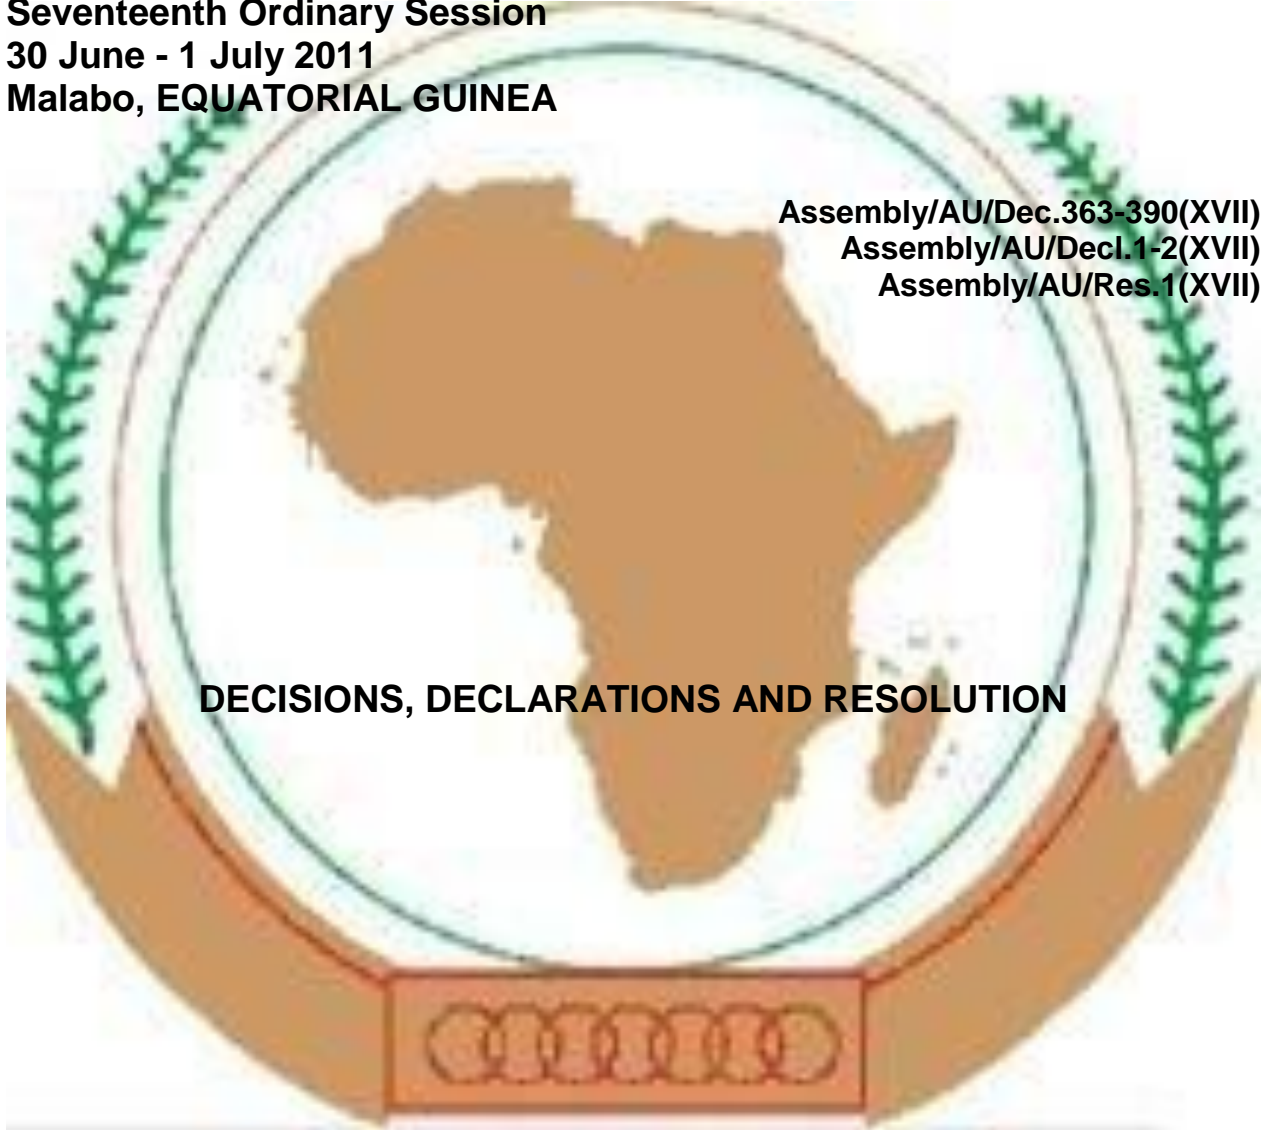 Seventeenth Ordinary Session
30 June - 1 July 2011
Malabo, EQUATORIAL GUINEA
Assembly/AU/Dec.363-390(XVII)
Assembly/AU/Decl.1-2(XVII)
Assembly/AU/Res.1(XVII)
DECISIONS, DECLARATIONS AND RESOLUTION